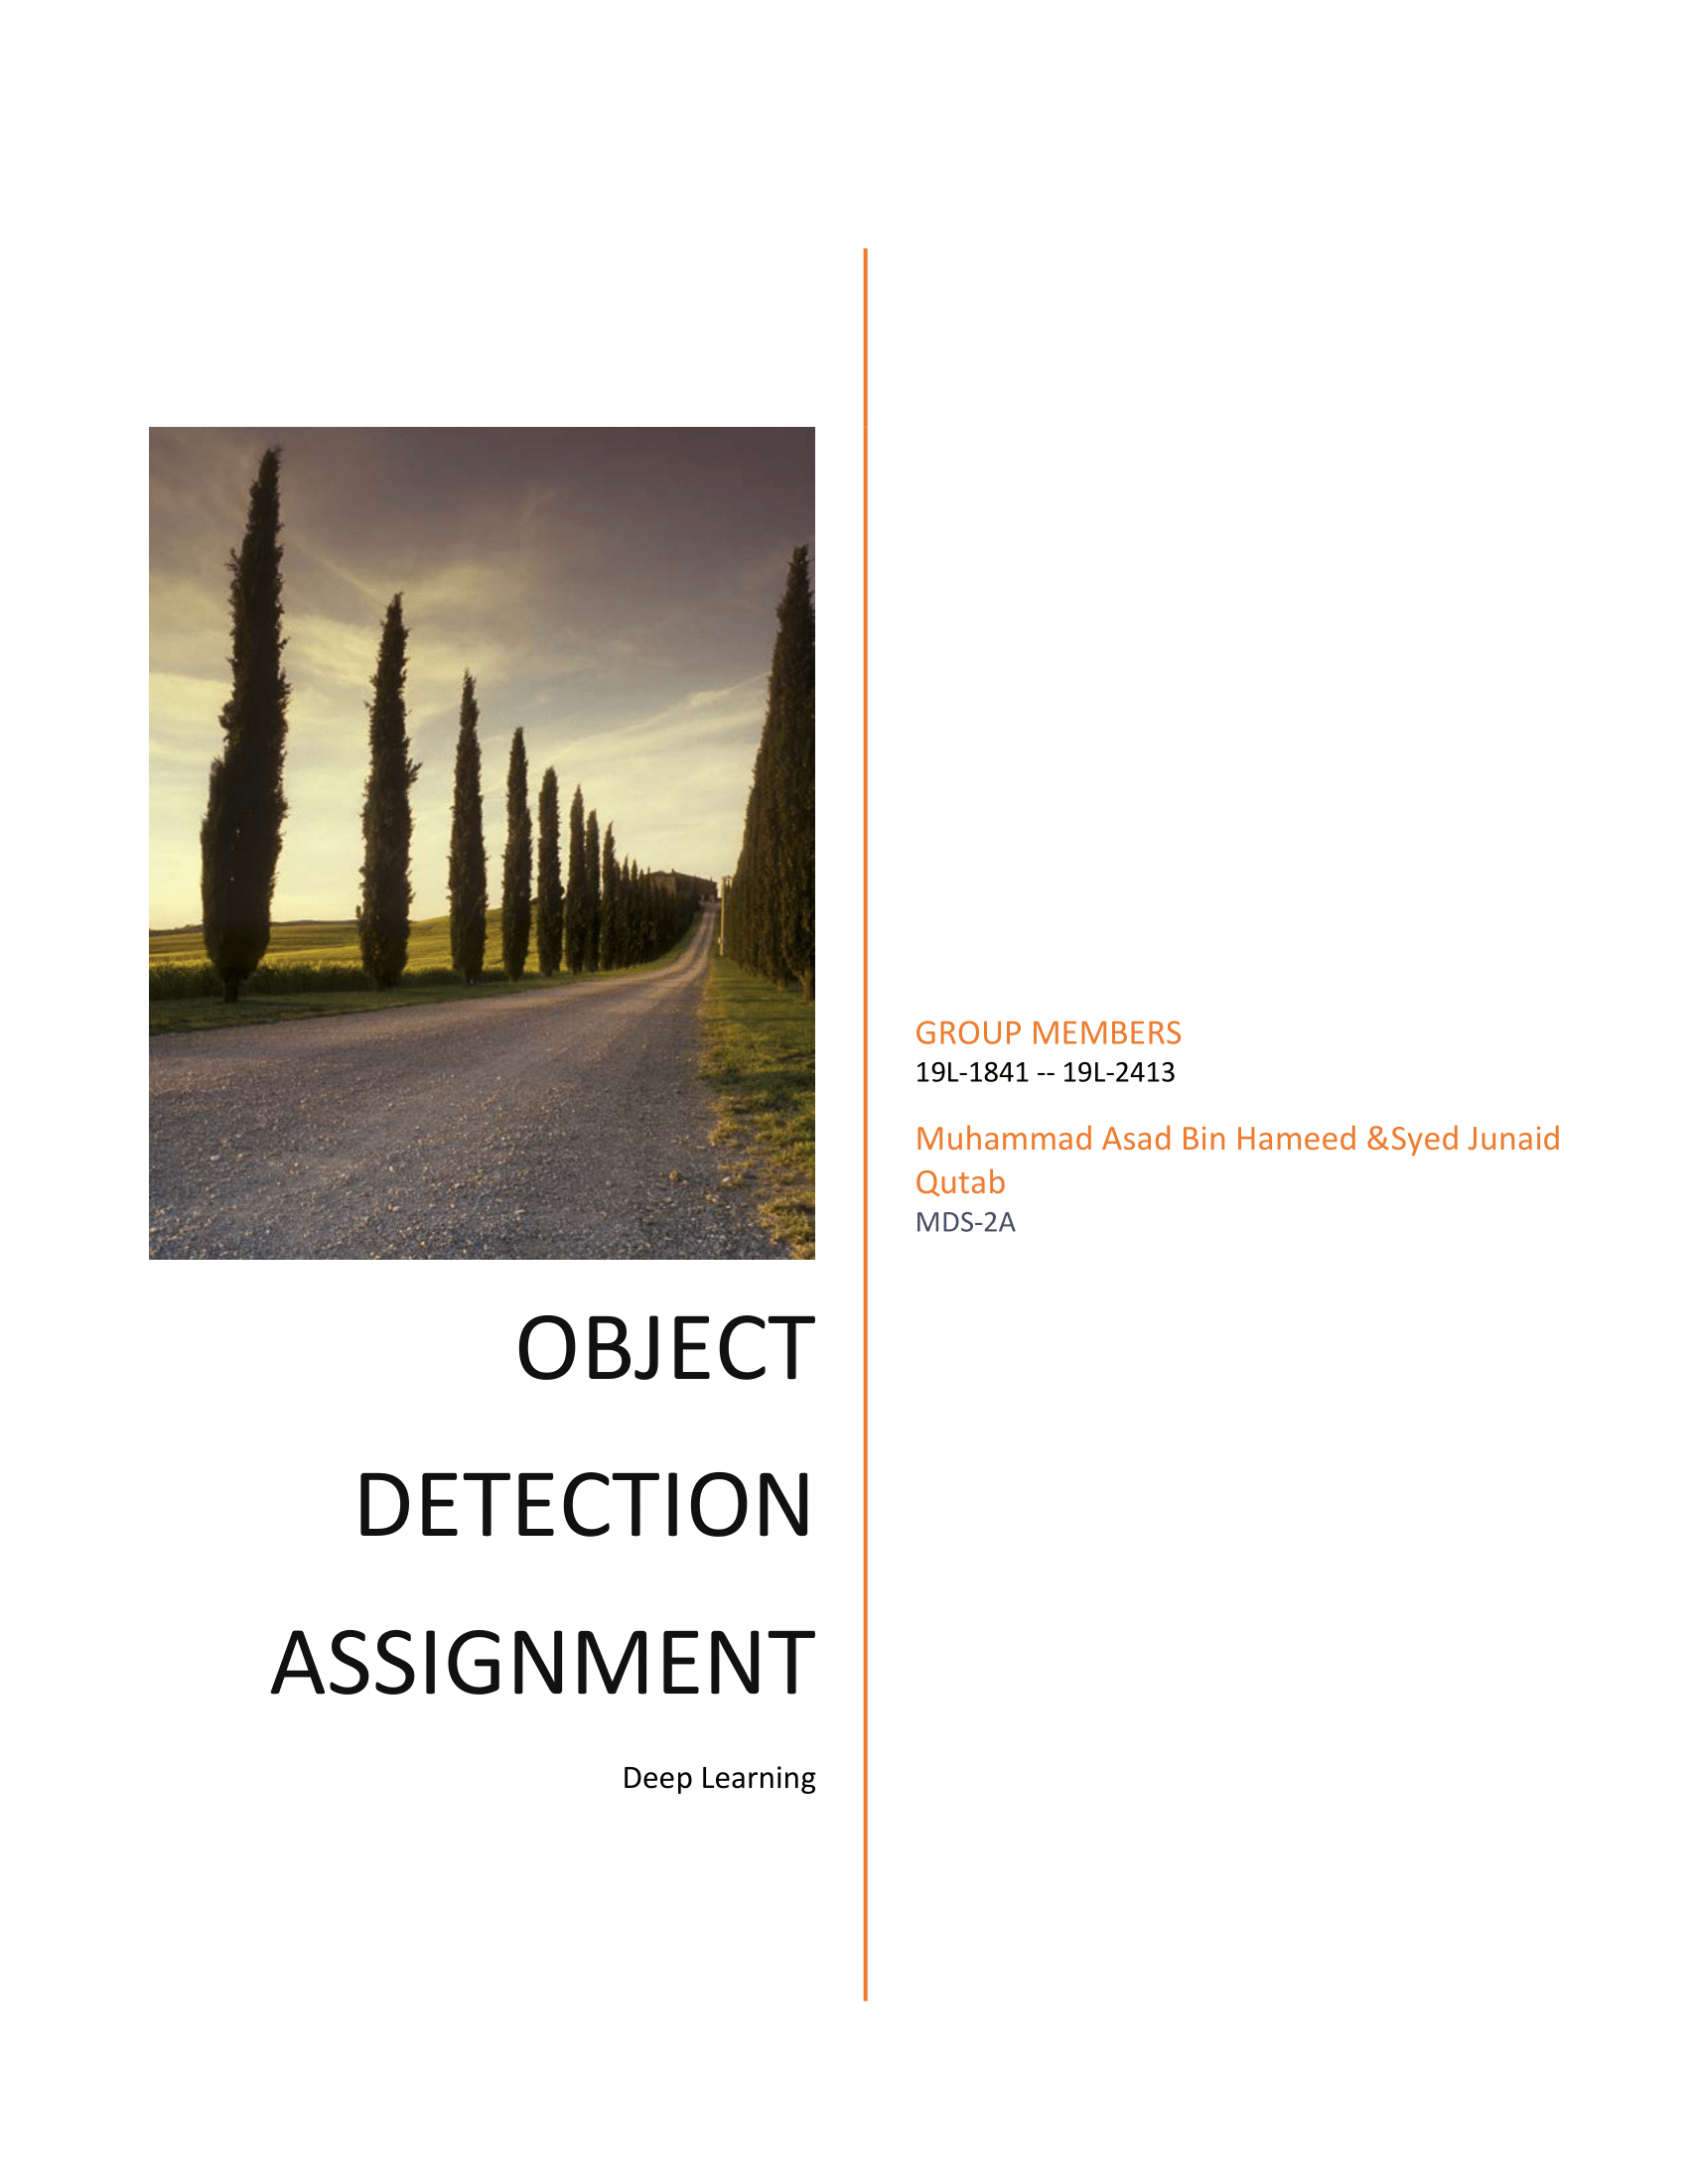 OBJECT
DETECTION
ASSIGNMENT
Deep Learning
GROUP MEMBERS
19L-1841 -- 19L-2413
Muhammad Asad Bin Hameed &Syed Junaid
Qutab
MDS-2A